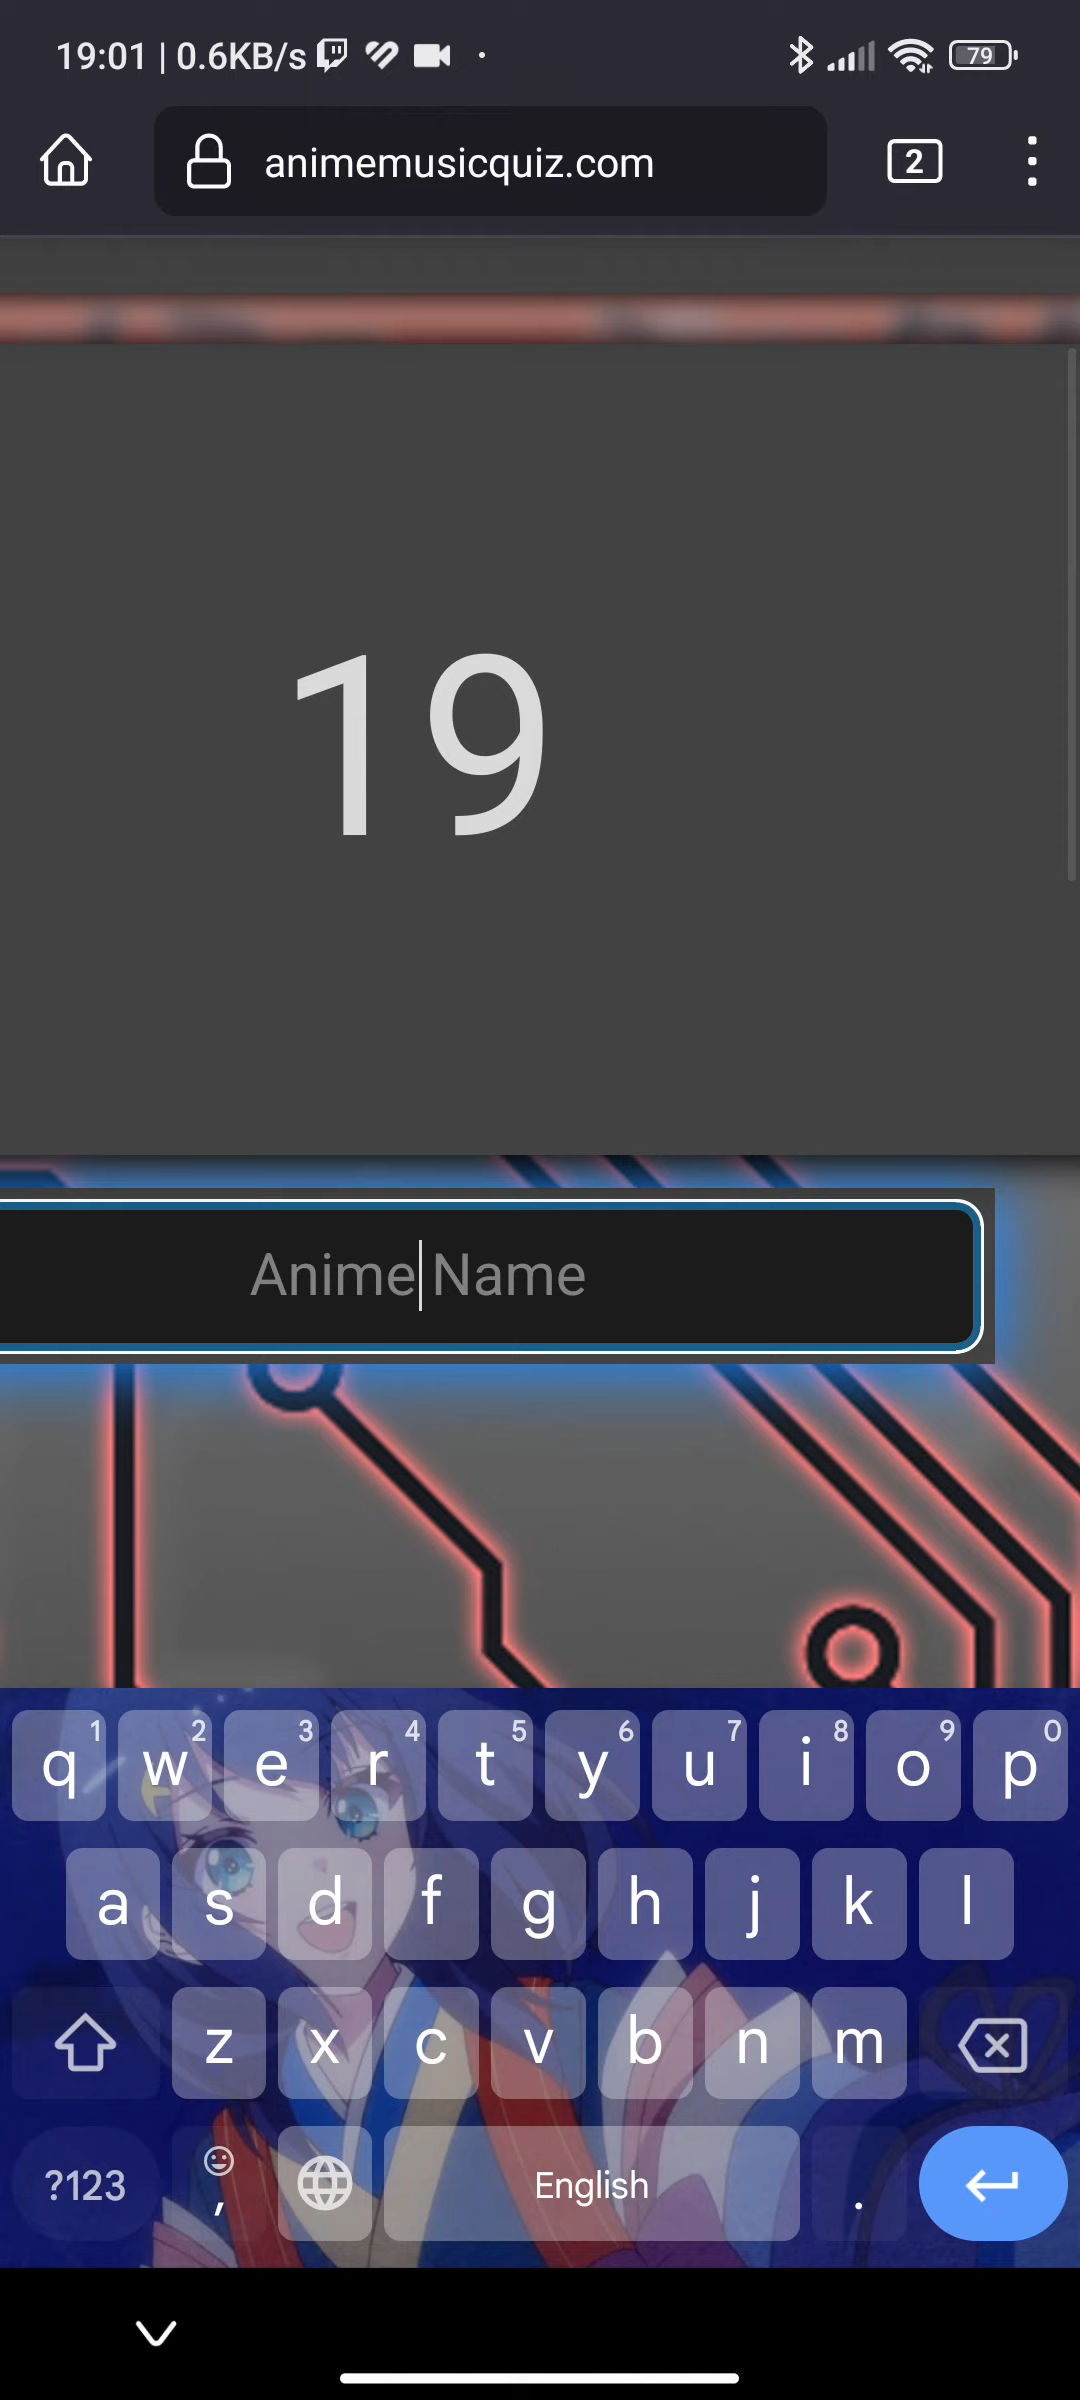 19:01 | 0.6KB/s
79
animemusicquiz.com
2
19
Anime Name
1 2 3 4 5 6 7 8 9 0
q w e r t y u i o p
a s d f g h j k l
z x c v b n m
?123 , English .